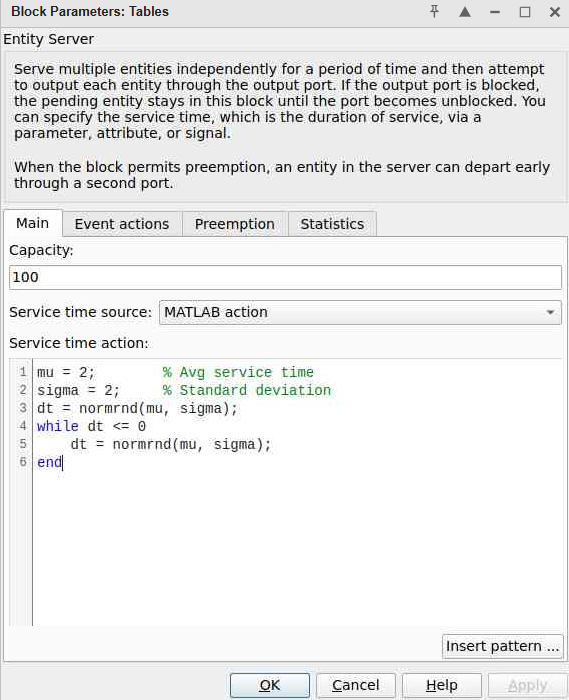 Block Parameters: Tables
Entity Server
Serve multiple entities independently for a period of time and then attempt
to output each entity through the output port. If the output port is blocked,
the pending entity stays in this block until the port becomes unblocked. You
can specify the service time, which is the duration of service, via a
parameter, attribute, or signal.
When the block permits preemption, an entity in the server can depart early
through a second port.
Main Event actions Preemption Statistics
Capacity:
100
Service time source: MATLAB action
Service time action:
1 mu = 2; % Avg service time
2 sigma = 2; % Standard deviation
3 dt = normrnd(mu, sigma);
4 while dt <= 0
5 dt = normrnd(mu, sigma);
6 end
Insert pattern ...
OK Cancel Help Apply